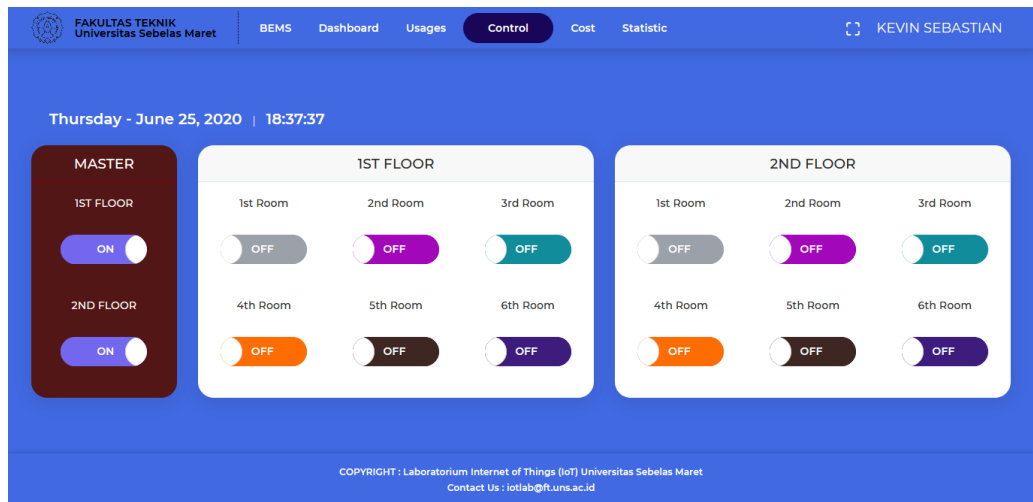 FAKULTAS TEKNIK
Universitas Sebelas Maret
BEMS Dashboard Usages Control Cost Statistic
KEVIN SEBASTIAN
Thursday - June 25, 2020 | 18:37:37
MASTER
1ST FLOOR
ON
2ND FLOOR
ON
1ST FLOOR
1st Room 2nd Room 3rd Room
OFF OFF OFF
4th Room 5th Room 6th Room
OFF OFF OFF
2ND FLOOR
1st Room 2nd Room 3rd Room
OFF OFF OFF
4th Room 5th Room 6th Room
OFF OFF OFF
COPYRIGHT : Laboratorium Internet of Things (IoT) Universitas Sebelas Maret
Contact Us : iotlab@ft.uns.ac.id